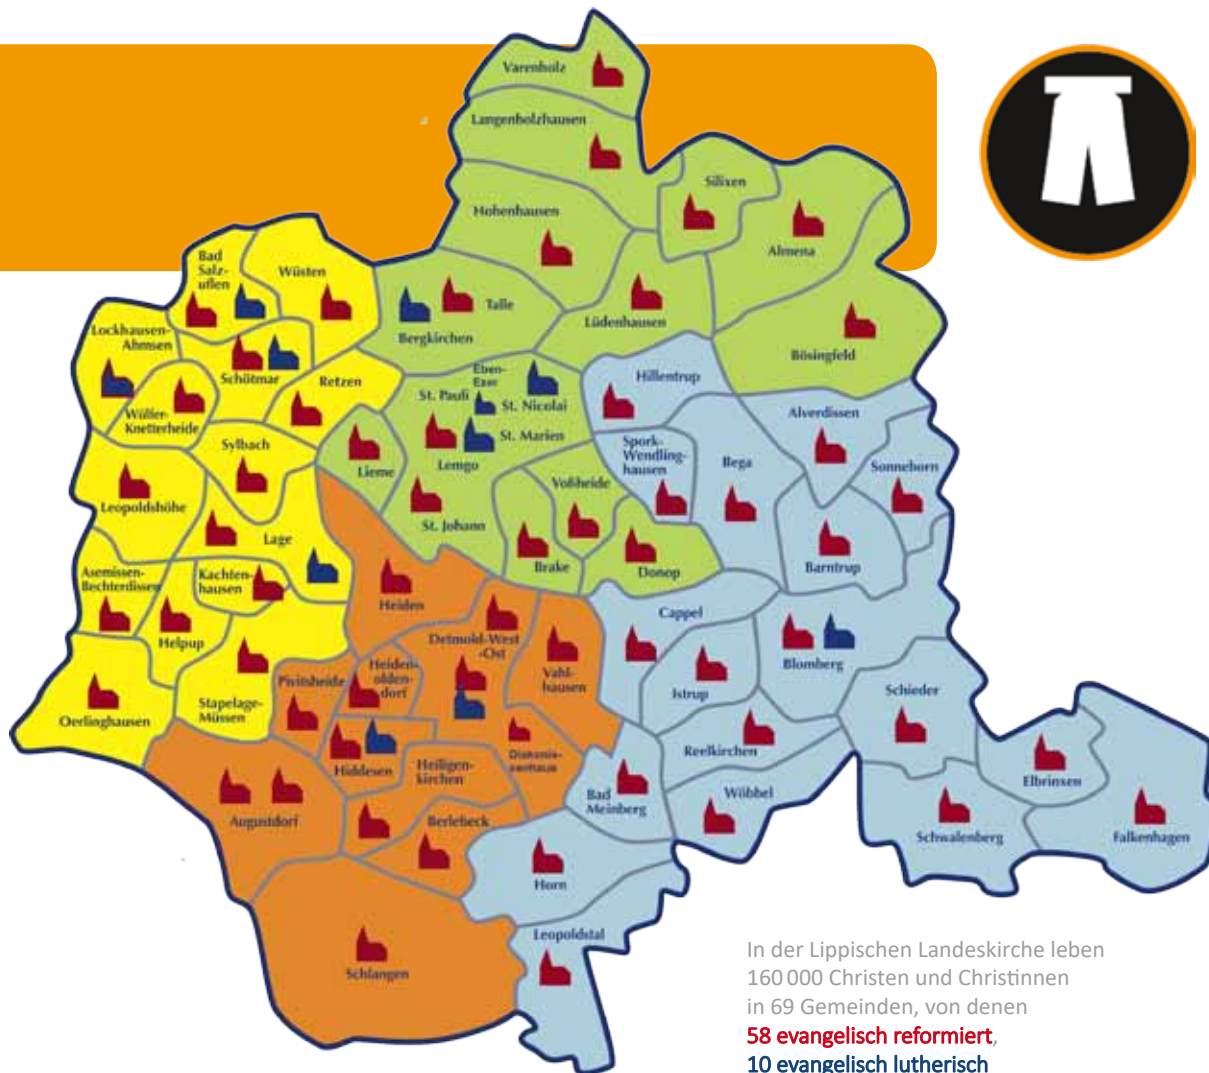 Varenholz
Langenholzhausen
Silixen
Hohenhausen
Almena
Bad
Salz-
uflen
Wüsten
Talle
Lüdenhausen
Lockhausen-
Ahmsen
Bergkirchen
Bösingfeld
Schötmar
Retzen
Eben-
Ezer
Hillentrup
St. Pauli
St. Nicolai
Wülfer-
Knetterheide
Alverdissen
Sylbach
St. Marien
Spork-
Wendling-
hausen
Bega
Lieme
Lemgo
Sonneborn
Voßheide
Leopoldshöhe
St. Johann
Lage
Brake
Donop
Barntrup
Asemissen-
Bechterdissen
Kachten-
hausen
Heiden
Cappel
Helpup
Detmold-West
-Ost
Blomberg
Heiden-
olden-
dorf
Vahl-
hausen
Pivitsheide
Istrup
Schieder
Stapelage-
Müssen
Oerlinghausen
Diakonis-
senhaus
Reelkirchen
Heiligen-
kirchen
Hiddesen
Elbrinxen
Bad
Meinberg
Wöbbel
Augustdorf
Berlebeck
Schwalenberg
Falkenhagen
Horn
Leopoldstal
Schlangen
In der Lippischen Landeskirche leben
160 000 Christen und Christinnen
in 69 Gemeinden, von denen
58 evangelisch reformiert,
10 evangelisch lutherisch